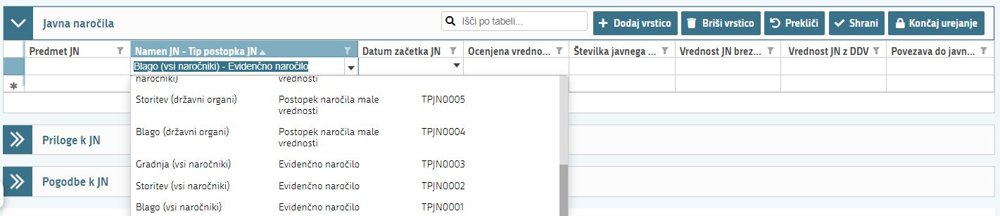 Javna naročila
Išči po tabeli...
Dodaj vrstico
Briši vrstico
Prekliči
Shrani
Končaj urejanje
Predmet JN
Namen JN - Tip postopka JN
Datum začetka JN
Ocenjena vredno...
Številka javnega ...
Vrednost JN brez...
Vrednost JN z DDV
Povezava do javn...
Blago (vsi naročniki) - Evidenčno naročilo
naročniki)
vrednosti
Storitev (državni organi)
Postopek naročila male
vrednosti
TPJN0005
Blago (državni organi)
Postopek naročila male
vrednosti
TPJN0004
Gradnja (vsi naročniki)
Evidenčno naročilo
TPJN0003
Storitev (vsi naročniki)
Evidenčno naročilo
TPJN0002
Blago (vsi naročniki)
Evidenčno naročilo
TPJN0001
Priloge k JN
Pogodbe k JN